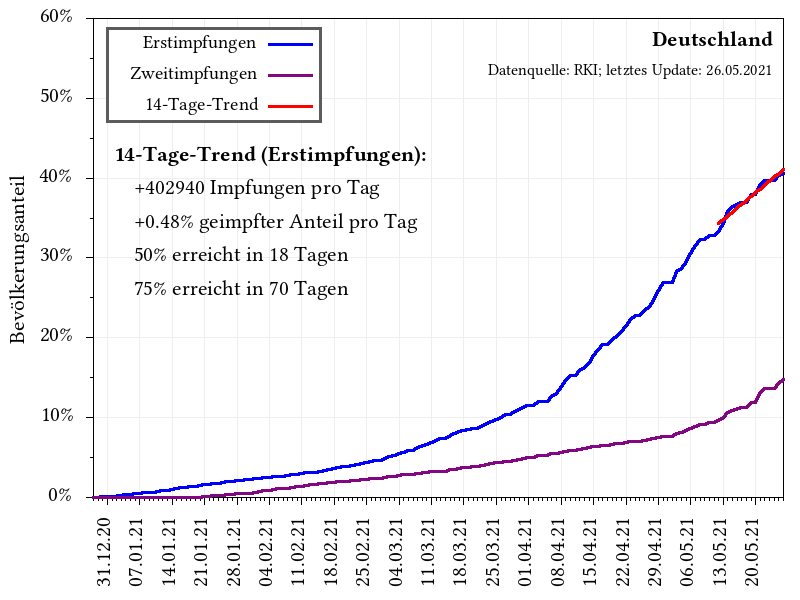 60%
50%
40%
30%
20%
10%
0%
Bevölkerungsanteil
Erstimpfungen
Zweitimpfungen
14-Tage-Trend
Deutschland
Datenquelle: RKI; letztes Update: 26.05.2021
14-Tage-Trend (Erstimpfungen):
+402940 Impfungen pro Tag
+0.48% geimpfter Anteil pro Tag
50% erreicht in 18 Tagen
75% erreicht in 70 Tagen
31.12.20
07.01.21
14.01.21
21.01.21
28.01.21
04.02.21
11.02.21
18.02.21
25.02.21
04.03.21
11.03.21
18.03.21
25.03.21
01.04.21
08.04.21
15.04.21
22.04.21
29.04.21
06.05.21
13.05.21
20.05.21